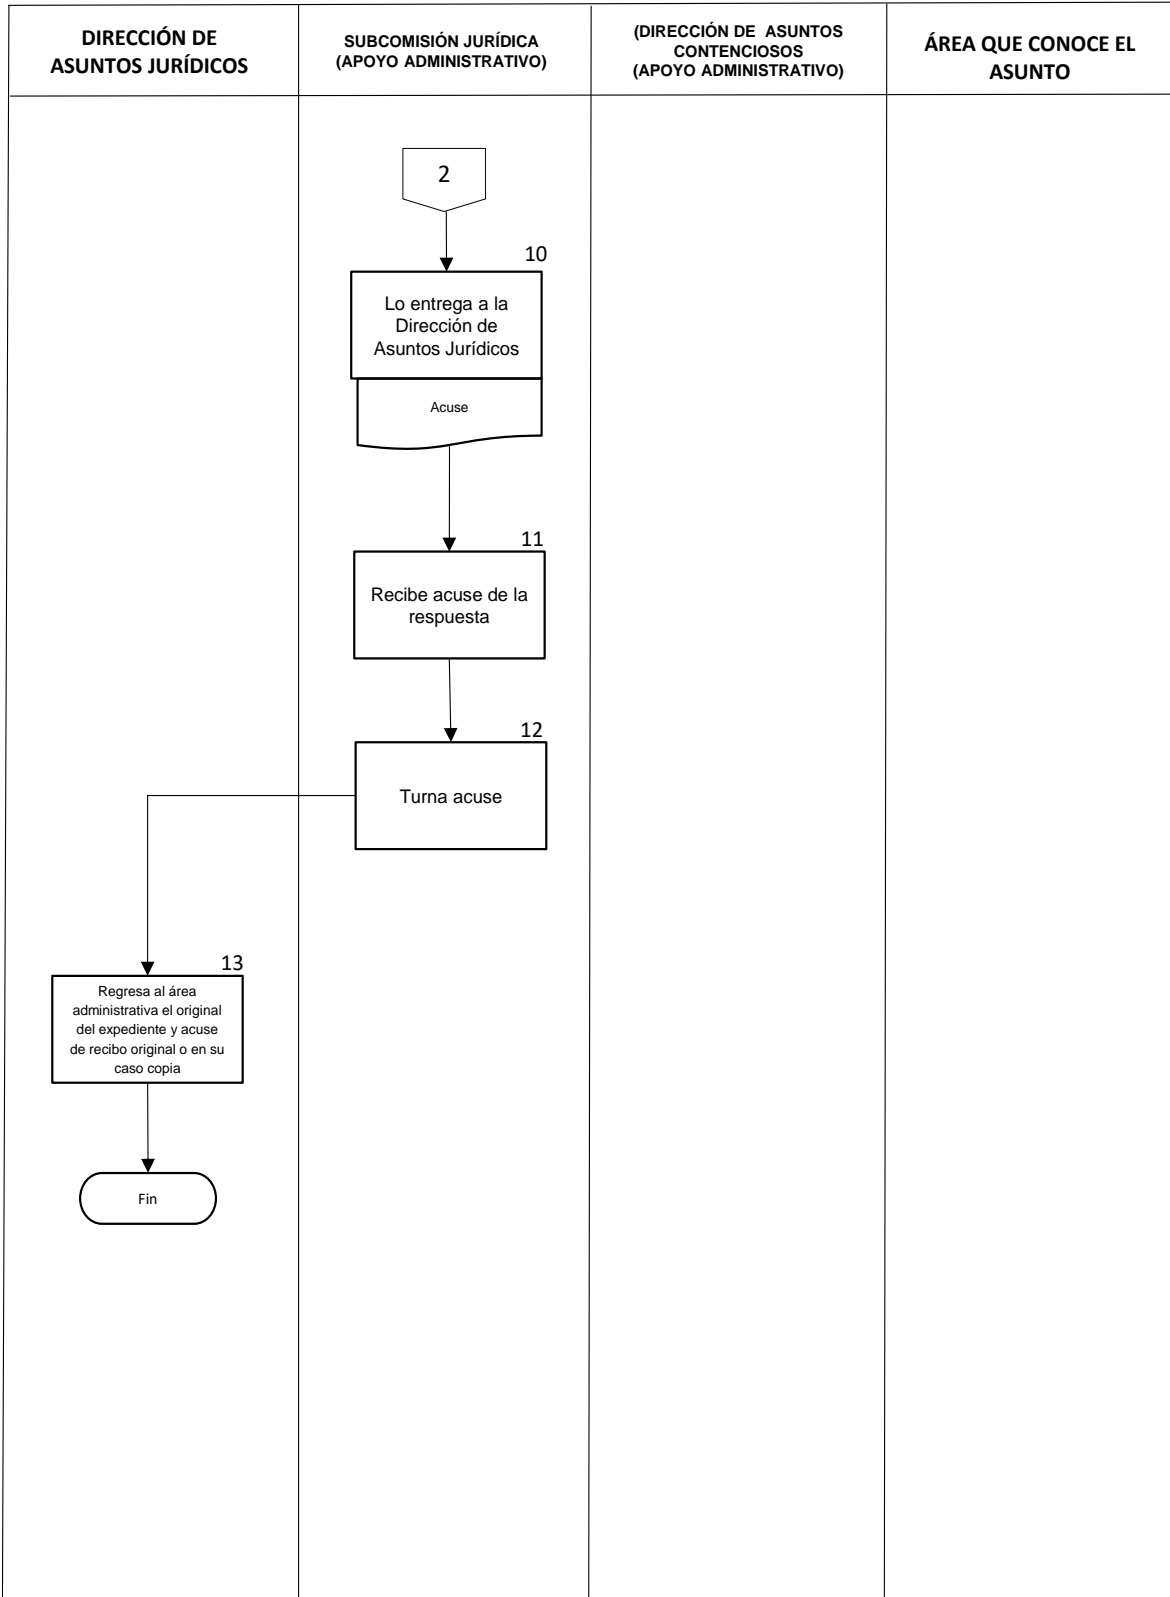 DIRECCIÓN DE
ASUNTOS JURÍDICOS
SUBCOMISIÓN JURÍDICA
(APOYO ADMINISTRATIVO)
(DIRECCIÓN DE ASUNTOS
CONTENCIOSOS
(APOYO ADMINISTRATIVO)
ÁREA QUE CONOCE EL
ASUNTO
2
10
Lo entrega a la
Dirección de
Asuntos Jurídicos
Acuse
11
Recibe acuse de la
respuesta
12
Turna acuse
13
Regresa al área
administrativa el original
del expediente y acuse
de recibo original o en su
caso copia
Fin